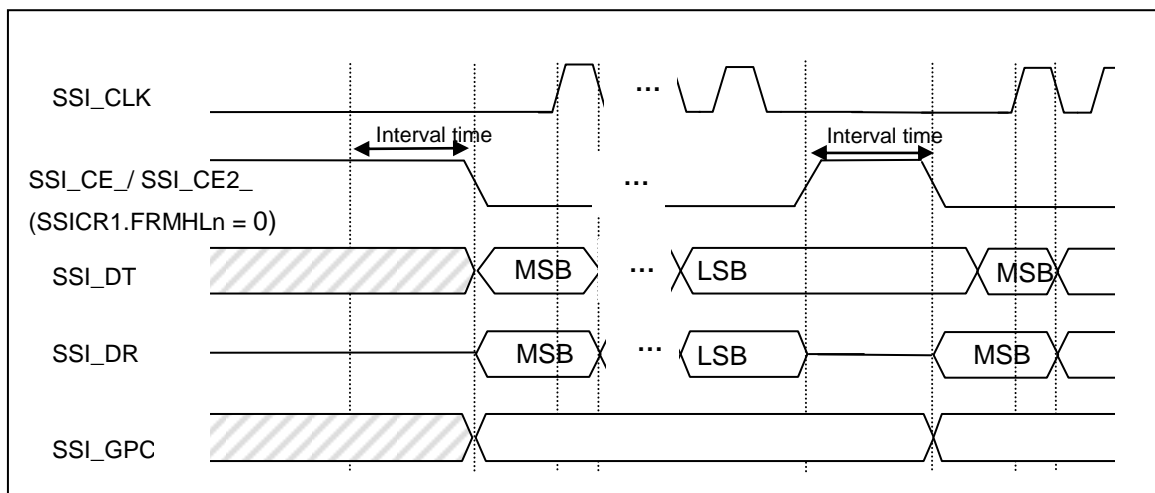 SSI_CLK
...
Interval time
Interval time
SSI_CE_/ SSI_CE2_
...
(SSICR1.FRMHLn = 0)
SSI_DT
MSB
...
LSB
MSB
SSI_DR
MSB
...
LSB
MSB
SSI_GPC